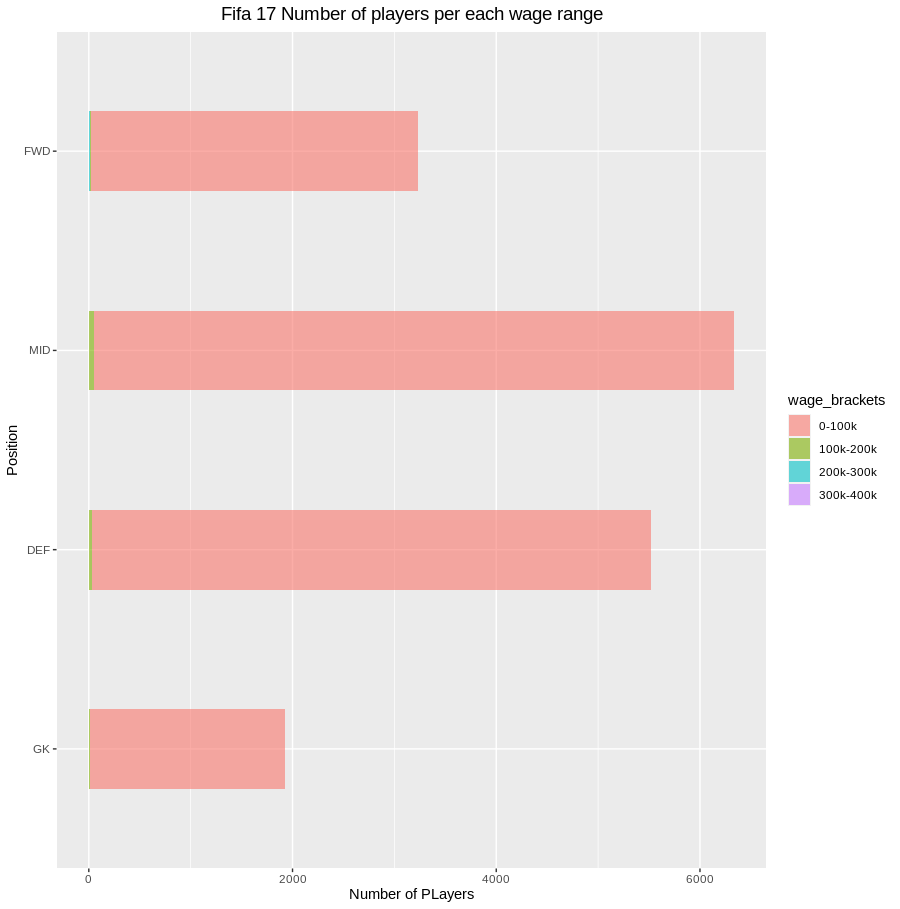 Fifa 17 Number of players per each wage range
FWD
MID
DEF
GK
Position
0
2000
4000
6000
Number of PLayers
wage_brackets
0-100k
100k-200k
200k-300k
300k-400k